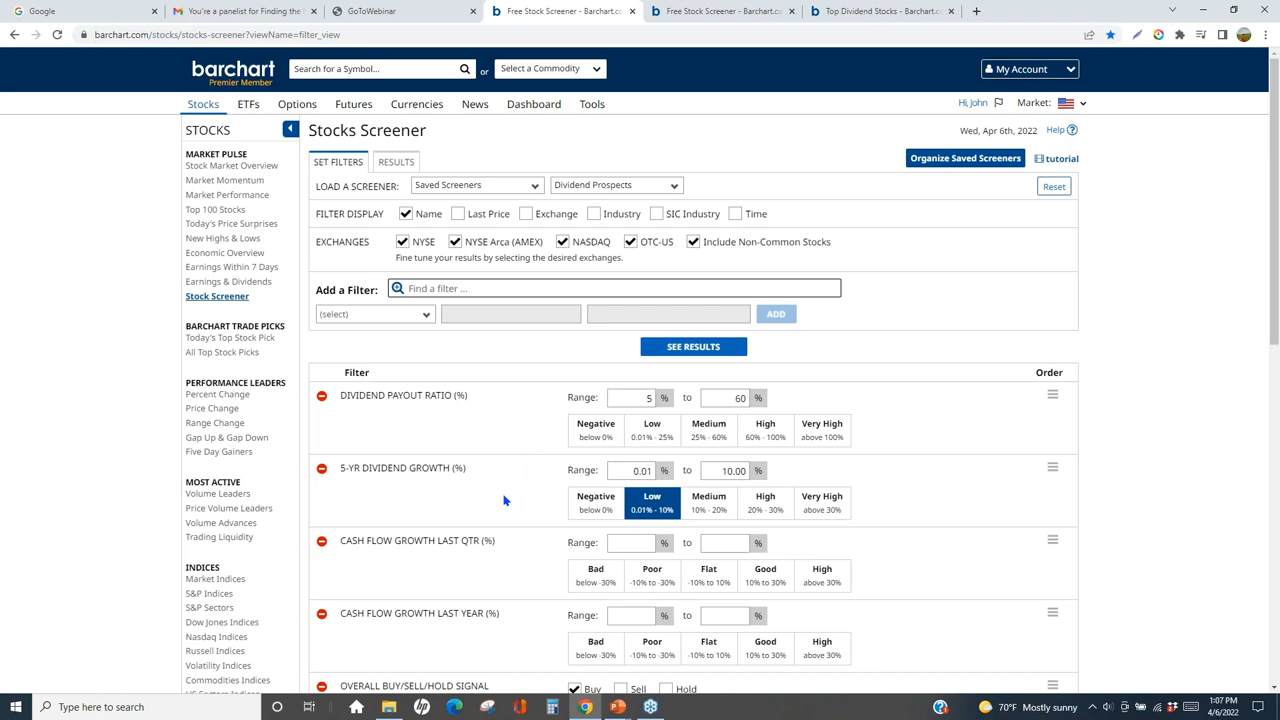 Google
You're a finding for the
GoToWebinar
Free Stock Screener - Barchart.co
Free Stock Screener - Barchart.co
Top Dividend Stocks - Barchart.co
barchart.com/stocks/stocks-screener?viewName=filter_view
barchart
Premier Member
Search for a Symbol...
or
Select a Commodity
My Account
Stocks ETFs Options Futures Currencies News Dashboard Tools
Hi, John Market:
STOCKS
MARKET PULSE
Stock Market Overview
Market Momentum
Market Performance
Top 100 Stocks
Today's Price Surprises
New Highs & Lows
Economic Overview
Earnings Within 7 Days
Earnings & Dividends
Stock Screener
BARCHART TRADE PICKS
Today's Top Stock Pick
All Top Stock Picks
PERFORMANCE LEADERS
Percent Change
Price Change
Range Change
Gap Up & Gap Down
Five Day Gainers
MOST ACTIVE
Volume Leaders
Price Volume Leaders
Volume Advances
Trading Liquidity
INDICES
Market Indices
S&P Indices
S&P Sectors
Dow Jones Indices
Nasdaq Indices
Russell Indices
Volatility Indices
Commodities Indices
Stocks Screener
Wed, Apr 6th, 2022 Help
SET FILTERS RESULTS
Organize Saved Screeners tutorial
LOAD A SCREENER: Saved Screeners Dividend Prospects Reset
FILTER DISPLAY Name Last Price Exchange Industry SIC Industry Time
EXCHANGES NYSE NYSE Arca (AMEX) NASDAQ OTC-US Include Non-Common Stocks
Fine tune your results by selecting the desired exchanges.
Add a Filter: Find a filter ...
(select) ADD
SEE RESULTS
Filter Order
DIVIDEND PAYOUT RATIO (%) Range: 5 % to 60 %
Negative Low Medium High Very High
below 0% 0.01% - 25% 25% - 60% 60% - 100% above 100%
5-YR DIVIDEND GROWTH (%) Range: 0.01 % to 10.00 %
Negative Low Medium High Very High
below 0% 0.01% - 10% 10% - 20% 20% - 30% above 30%
CASH FLOW GROWTH LAST QTR (%) Range: % to %
Bad Poor Flat Good High
below -30% -10% to -30% -10% to 10% 10% to 30% above 30%
CASH FLOW GROWTH LAST YEAR (%) Range: % to %
Bad Poor Flat Good High
below -30% -10% to -30% -10% to 10% 10% to 30% above 30%
OVERALL BUY/SELL/HOLD SIGNAL Buy Sell Hold
Type here to search
70°F Mostly sunny
1:07 PM
4/6/2022